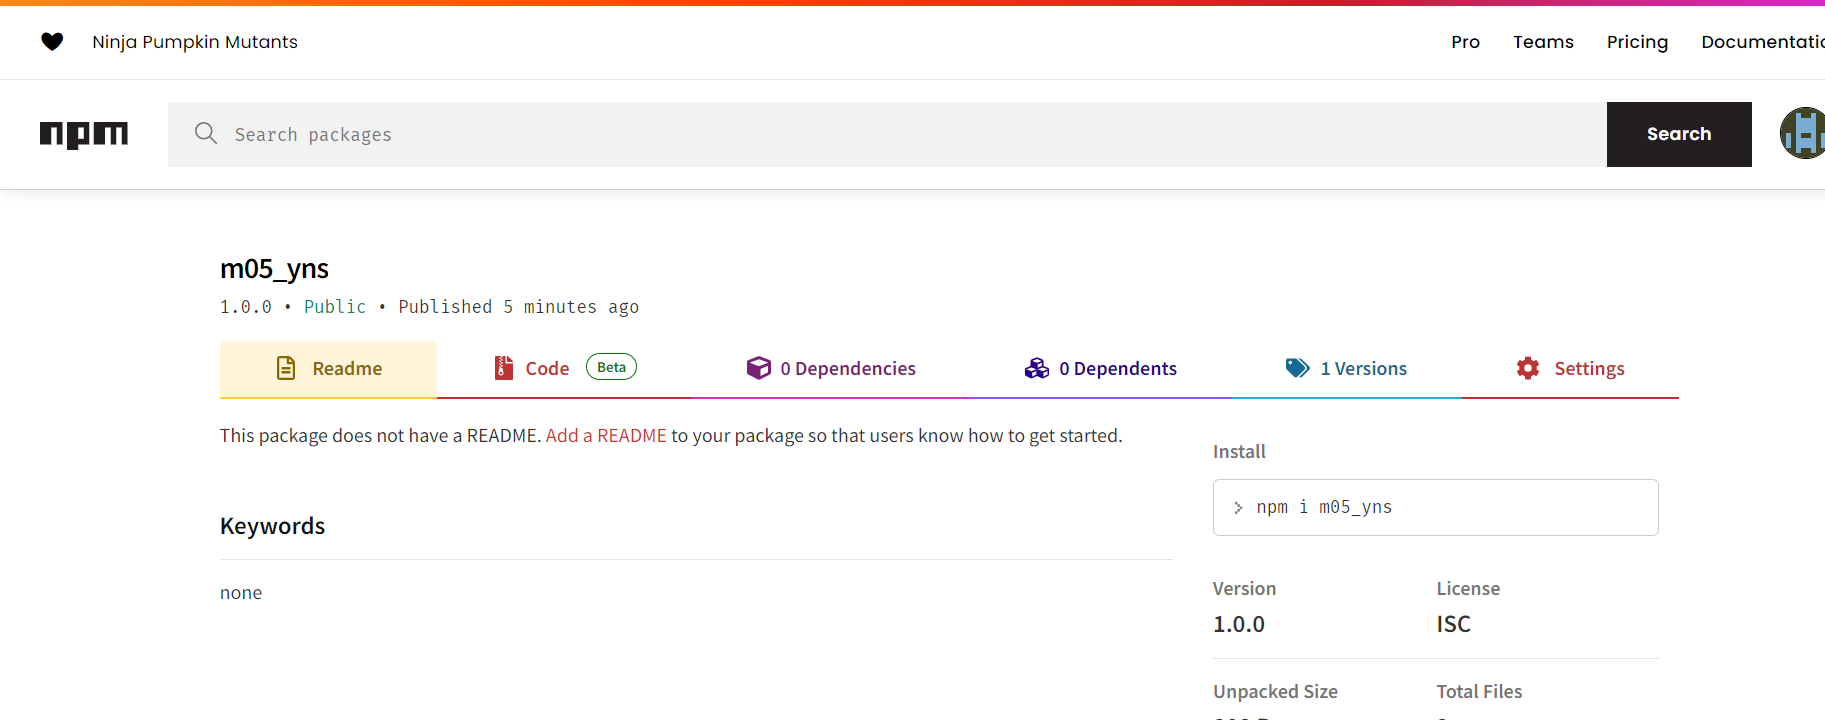 Ninja Pumpkin Mutants
Pro Teams Pricing
npm
Search packages
Search
m05_yns
1.0.0 • Public • Published 5 minutes ago
Readme
Code Beta
0 Dependencies
0 Dependents
1 Versions
Settings
This package does not have a README. Add a README to your package so that users know how to get started.
Keywords
none
Install
> npm i m05_yns
Version
1.0.0
License
ISC
Unpacked Size
Total Files